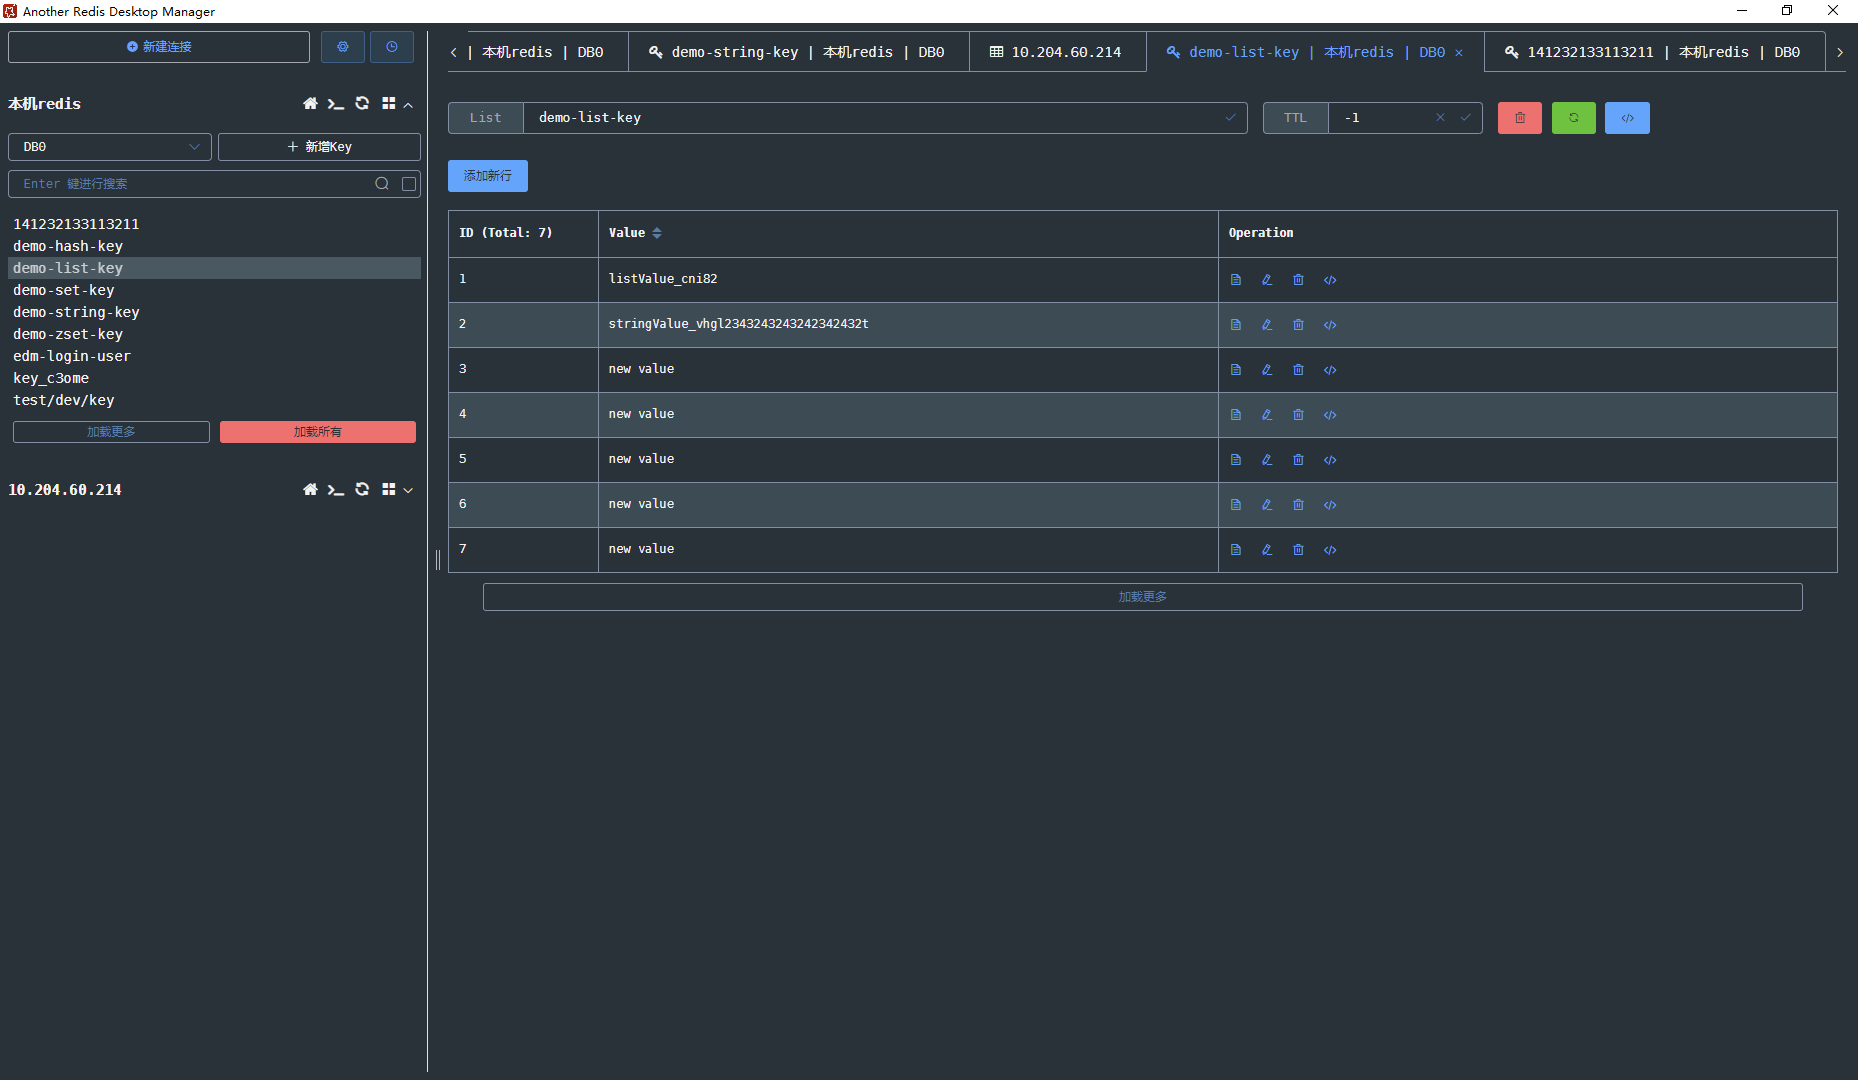 Another Redis Desktop Manager
新建连接
本机redis
DB0
新增Key
Enter 键进行搜索
141232133113211
demo-hash-key
demo-list-key
demo-set-key
demo-string-key
demo-zset-key
edm-login-user
key_c3ome
test/dev/key
加载更多 加载所有
10.204.60.214
| 本机redis | DB0 demo-string-key | 本机redis | DB0 10.204.60.214 demo-list-key | 本机redis | DB0 141232133113211 | 本机redis | DB0
List demo-list-key TTL -1
添加新行
ID (Total: 7) Value Operation
1 listValue_cni82
2 stringValue_vhgl2343243243242342432t
3 new value
4 new value
5 new value
6 new value
7 new value
加载更多